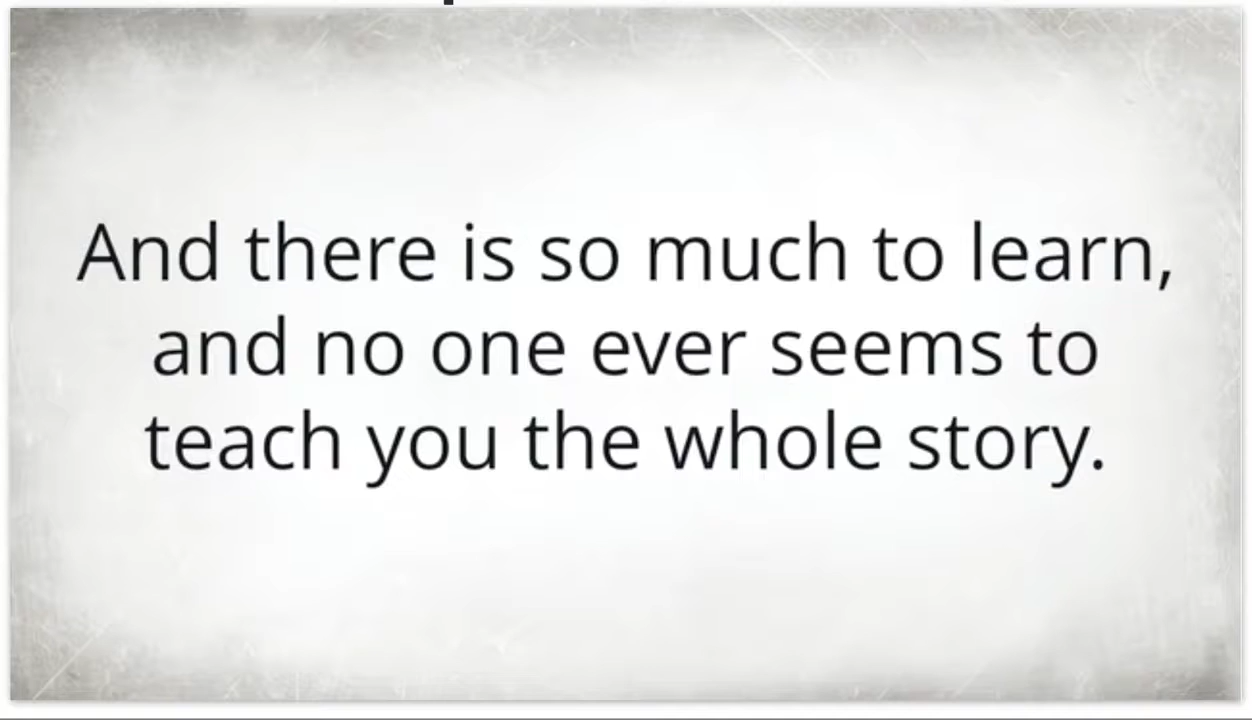 And there is so much to learn,
and no one ever seems to
teach you the whole story.